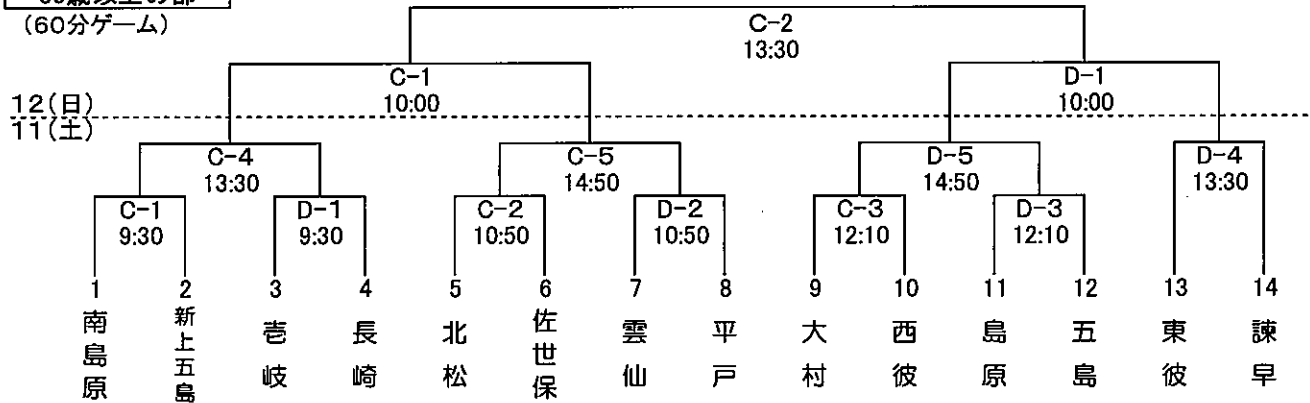 (60分ゲーム)
C-2
13:30
C-1
10:00
D-1
10:00
12(日)
11(土)
C-4
13:30
C-5
14:50
D-5
14:50
D-4
13:30
C-1
9:30
D-1
9:30
C-2
10:50
D-2
10:50
C-3
12:10
D-3
12:10
1 2 3 4 5 6 7 8 9 10 11 12 13 14
南島原
新上五島
壱岐
長崎
北松
佐世保
雲仙
平戸
大村
西彼
島原
五島
東彼
諫早